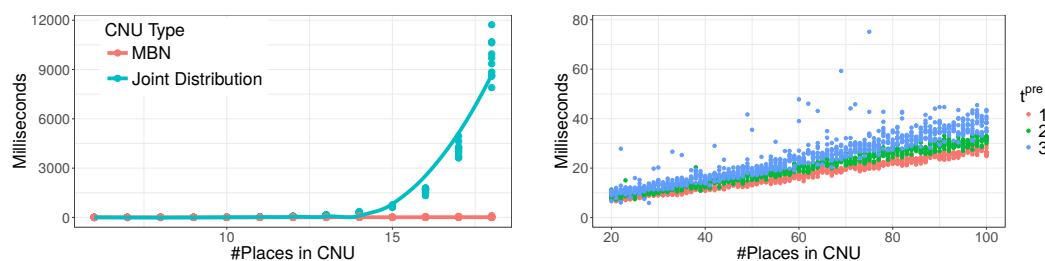 12000
9000
6000
3000
0
Milliseconds
CNU Type
MBN
Joint Distribution
10
15
#Places in CNU
80
60
40
20
0
Milliseconds
20
40
60
80
100
#Places in CNU
t^pre
1
2
3